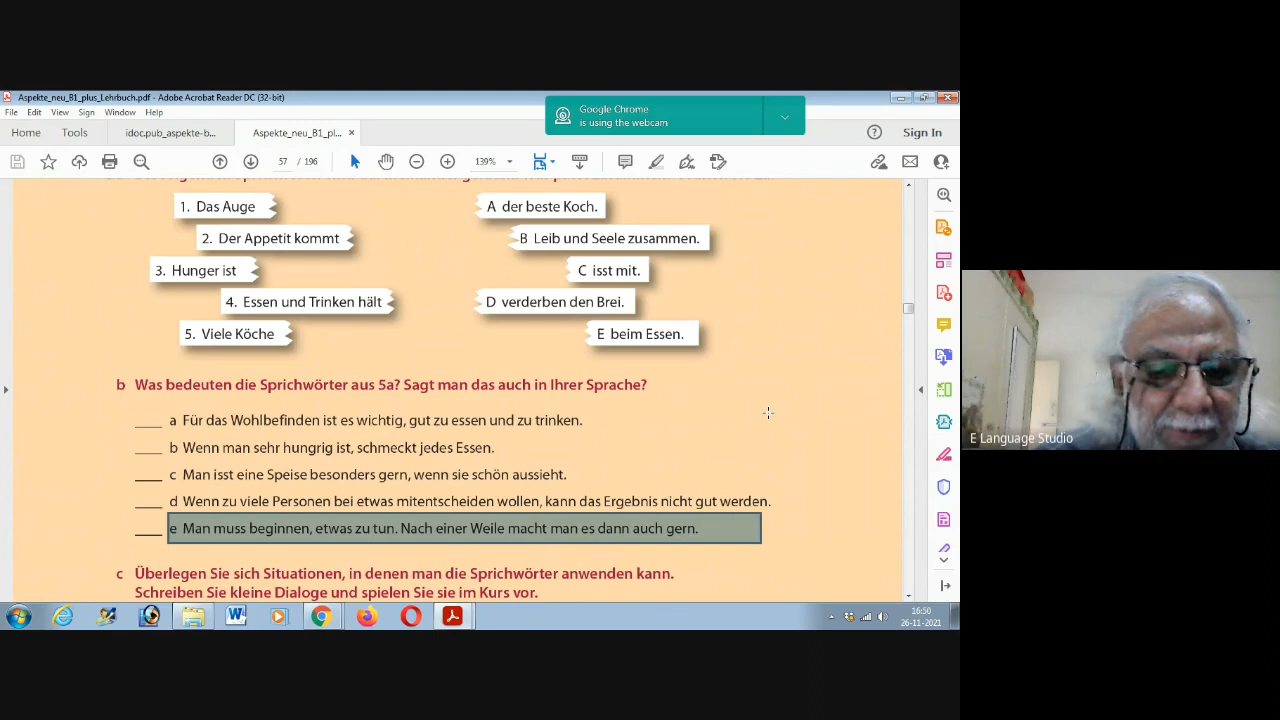 Aspekte_neu_B1_plus_Lehrbuch.pdf - Adobe Acrobat Reader DC (32-bit)
Google Chrome
is using the webcam
File Edit View Sign Window Help
Home Tools idoc.pub_aspekte-b... Aspekte_neu_B1_pl... × Sign In
57 / 196 139%
1. Das Auge
A der beste Koch.
2. Der Appetit kommt
B Leib und Seele zusammen.
3. Hunger ist
C isst mit.
4. Essen und Trinken hält
D verderben den Brei.
5. Viele Köche
E beim Essen.
b Was bedeuten die Sprichwörter aus 5a? Sagt man das auch in Ihrer Sprache?
___ a Für das Wohlbefinden ist es wichtig, gut zu essen und zu trinken.
___ b Wenn man sehr hungrig ist, schmeckt jedes Essen.
___ c Man isst eine Speise besonders gern, wenn sie schön aussieht.
___ d Wenn zu viele Personen bei etwas mitentscheiden wollen, kann das Ergebnis nicht gut werden.
___ e Man muss beginnen, etwas zu tun. Nach einer Weile macht man es dann auch gern.
c Überlegen Sie sich Situationen, in denen man die Sprichwörter anwenden kann.
Schreiben Sie kleine Dialoge und spielen Sie sie im Kurs vor.
E Language Studio
16:50
26-11-2021